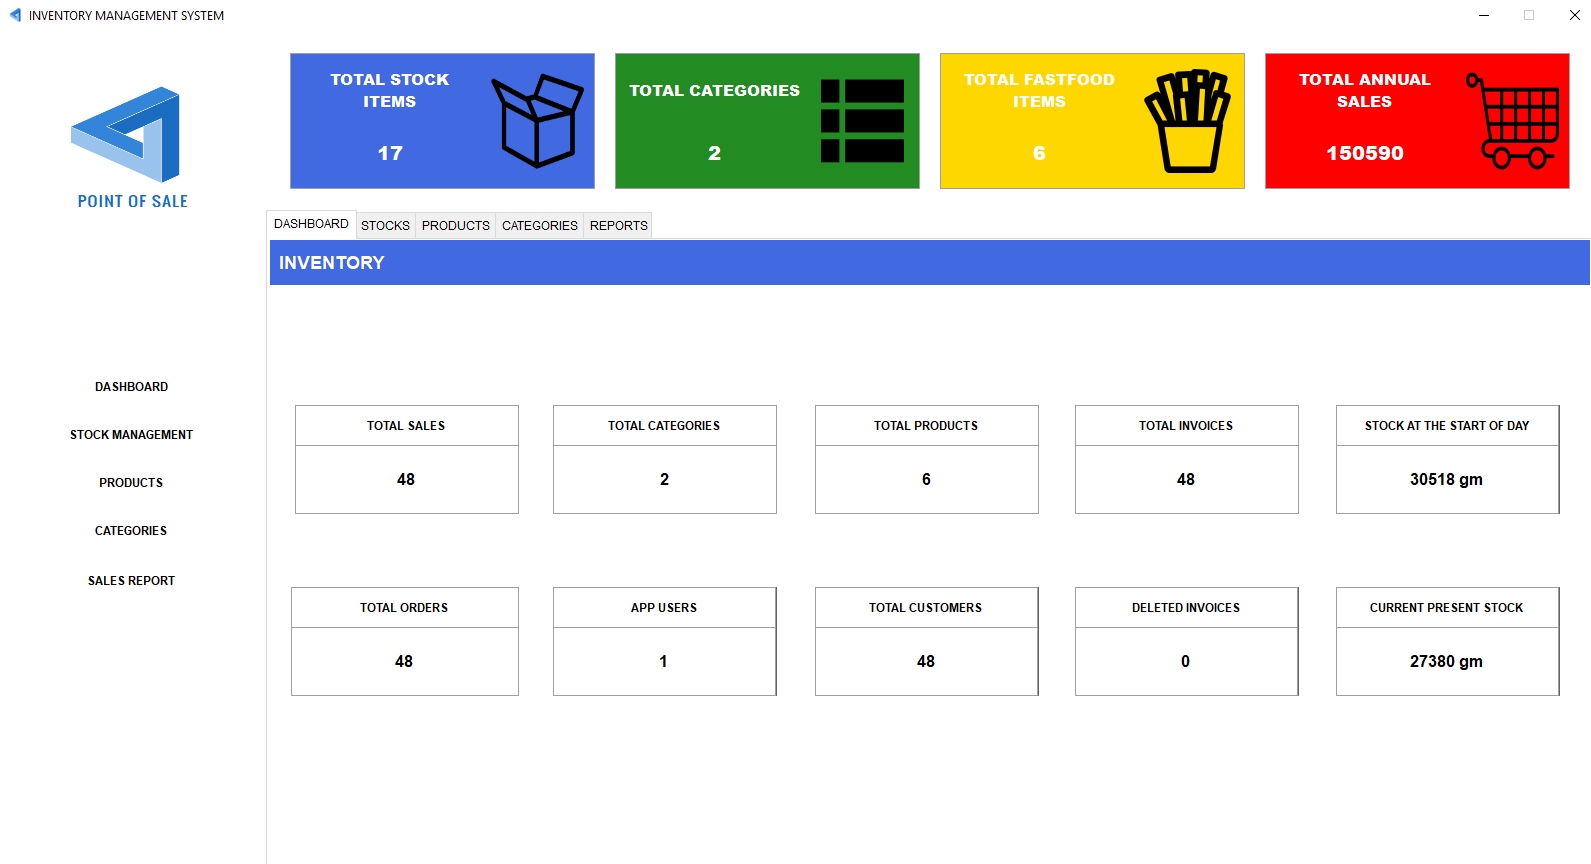 INVENTORY MANAGEMENT SYSTEM
TOTAL STOCK
ITEMS
17
TOTAL CATEGORIES
2
TOTAL FASTFOOD
ITEMS
6
TOTAL ANNUAL
SALES
150590
POINT OF SALE
DASHBOARD STOCKS PRODUCTS CATEGORIES REPORTS
INVENTORY
DASHBOARD
STOCK MANAGEMENT
PRODUCTS
CATEGORIES
SALES REPORT
TOTAL SALES
48
TOTAL CATEGORIES
2
TOTAL PRODUCTS
6
TOTAL INVOICES
48
STOCK AT THE START OF DAY
30518 gm
TOTAL ORDERS
48
APP USERS
1
TOTAL CUSTOMERS
48
DELETED INVOICES
0
CURRENT PRESENT STOCK
27380 gm